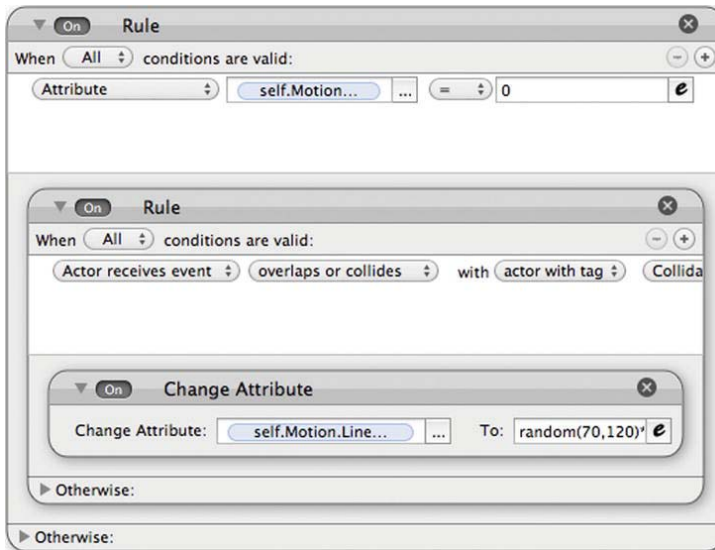 On Rule
When All conditions are valid:
Attribute self.Motion... ... = 0 e
On Rule
When All conditions are valid:
Actor receives event overlaps or collides with actor with tag Collida
On Change Attribute
Change Attribute: self.Motion.Line... ... To: random(70,120)* e
Otherwise:
Otherwise: